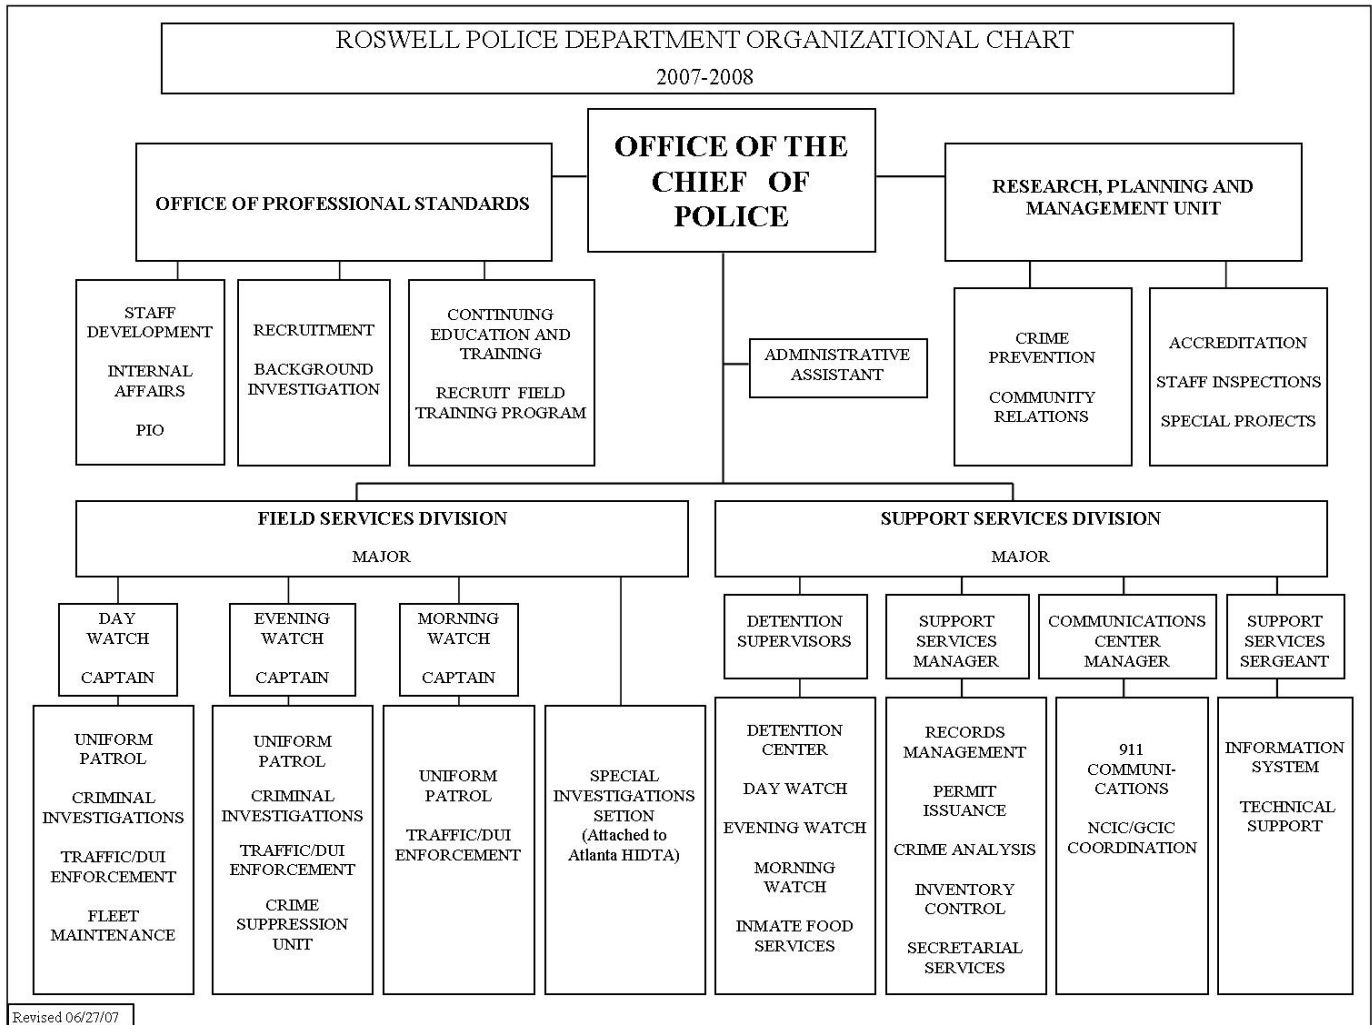 ROSWELL POLICE DEPARTMENT ORGANIZATIONAL CHART
2007-2008
OFFICE OF THE
CHIEF OF
POLICE
OFFICE OF PROFESSIONAL STANDARDS
RESEARCH, PLANNING AND
MANAGEMENT UNIT
STAFF
DEVELOPMENT
INTERNAL
AFFAIRS
PIO
RECRUITMENT
BACKGROUND
INVESTIGATION
CONTINUING
EDUCATION AND
TRAINING
RECRUIT FIELD
TRAINING PROGRAM
ADMINISTRATIVE
ASSISTANT
CRIME
PREVENTION
COMMUNITY
RELATIONS
ACCREDITATION
STAFF INSPECTIONS
SPECIAL PROJECTS
FIELD SERVICES DIVISION
MAJOR
SUPPORT SERVICES DIVISION
MAJOR
DAY
WATCH
CAPTAIN
EVENING
WATCH
CAPTAIN
MORNING
WATCH
CAPTAIN
DETENTION
SUPERVISORS
SUPPORT
SERVICES
MANAGER
COMMUNICATIONS
CENTER
MANAGER
SUPPORT
SERVICES
SERGEANT
UNIFORM
PATROL
CRIMINAL
INVESTIGATIONS
TRAFFIC/DUI
ENFORCEMENT
FLEET
MAINTENANCE
UNIFORM
PATROL
CRIMINAL
INVESTIGATIONS
TRAFFIC/DUI
ENFORCEMENT
CRIME
SUPPRESSION
UNIT
UNIFORM
PATROL
TRAFFIC/DUI
ENFORCEMENT
SPECIAL
INVESTIGATIONS
SETION
(Attached to
Atlanta HIDTA)
DETENTION
CENTER
DAY WATCH
EVENING WATCH
MORNING
WATCH
INMATE FOOD
SERVICES
RECORDS
MANAGEMENT
PERMIT
ISSUANCE
CRIME ANALYSIS
INVENTORY
CONTROL
SECRETARIAL
SERVICES
911
COMMUNI-
CATIONS
NCIC/GCIC
COORDINATION
INFORMATION
SYSTEM
TECHNICAL
SUPPORT
Revised 06/27/07